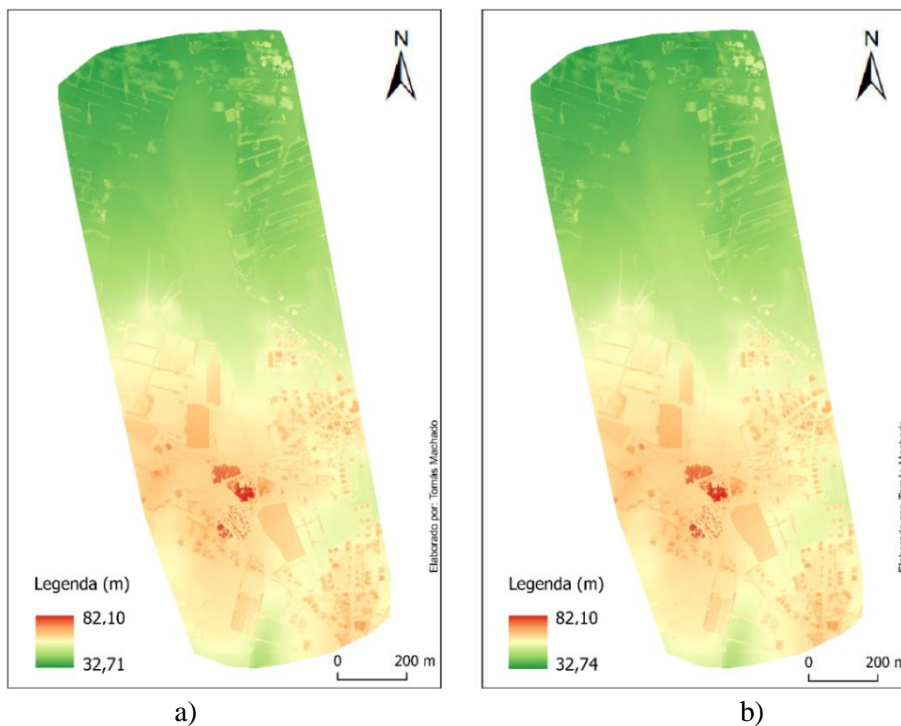 N
Elaborado por: Tomás Machado
Legenda (m)
82,10
32,71
0 200 m
a)
N
Legenda (m)
82,10
32,74
0 200 m
b)